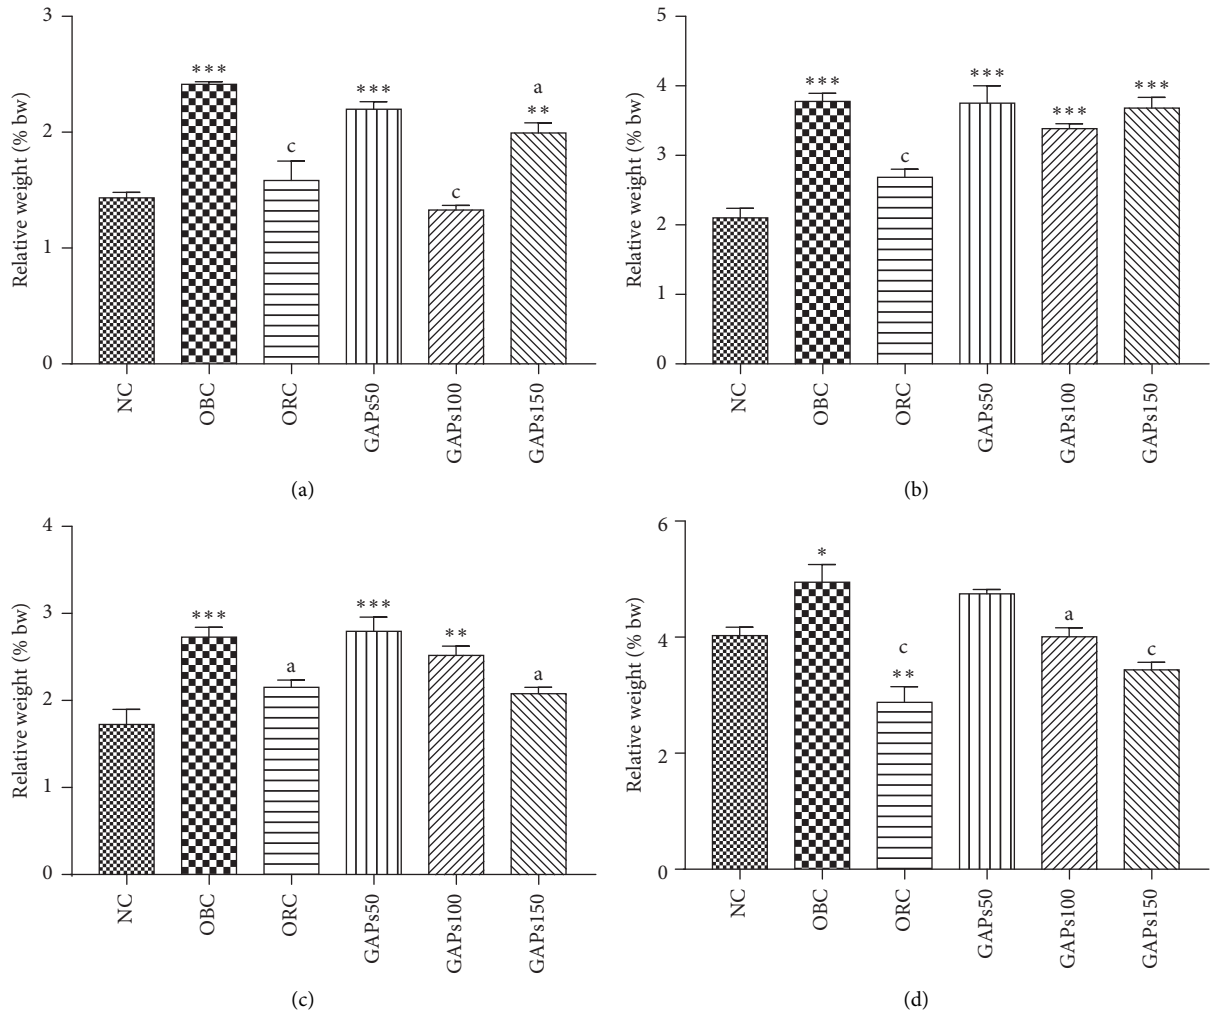 Relative weight (% bw)
3
2
1
0
***
c
***
c
a
**
NC
OBC
ORC
GAPs50
GAPs100
GAPs150
(a)
Relative weight (% bw)
5
4
3
2
1
0
***
c
***
***
***
NC
OBC
ORC
GAPs50
GAPs100
GAPs150
(b)
Relative weight (% bw)
4
3
2
1
0
***
a
***
**
a
NC
OBC
ORC
GAPs50
GAPs100
GAPs150
(c)
Relative weight (% bw)
6
4
2
0
*
c
**
a
c
NC
OBC
ORC
GAPs50
GAPs100
GAPs150
(d)